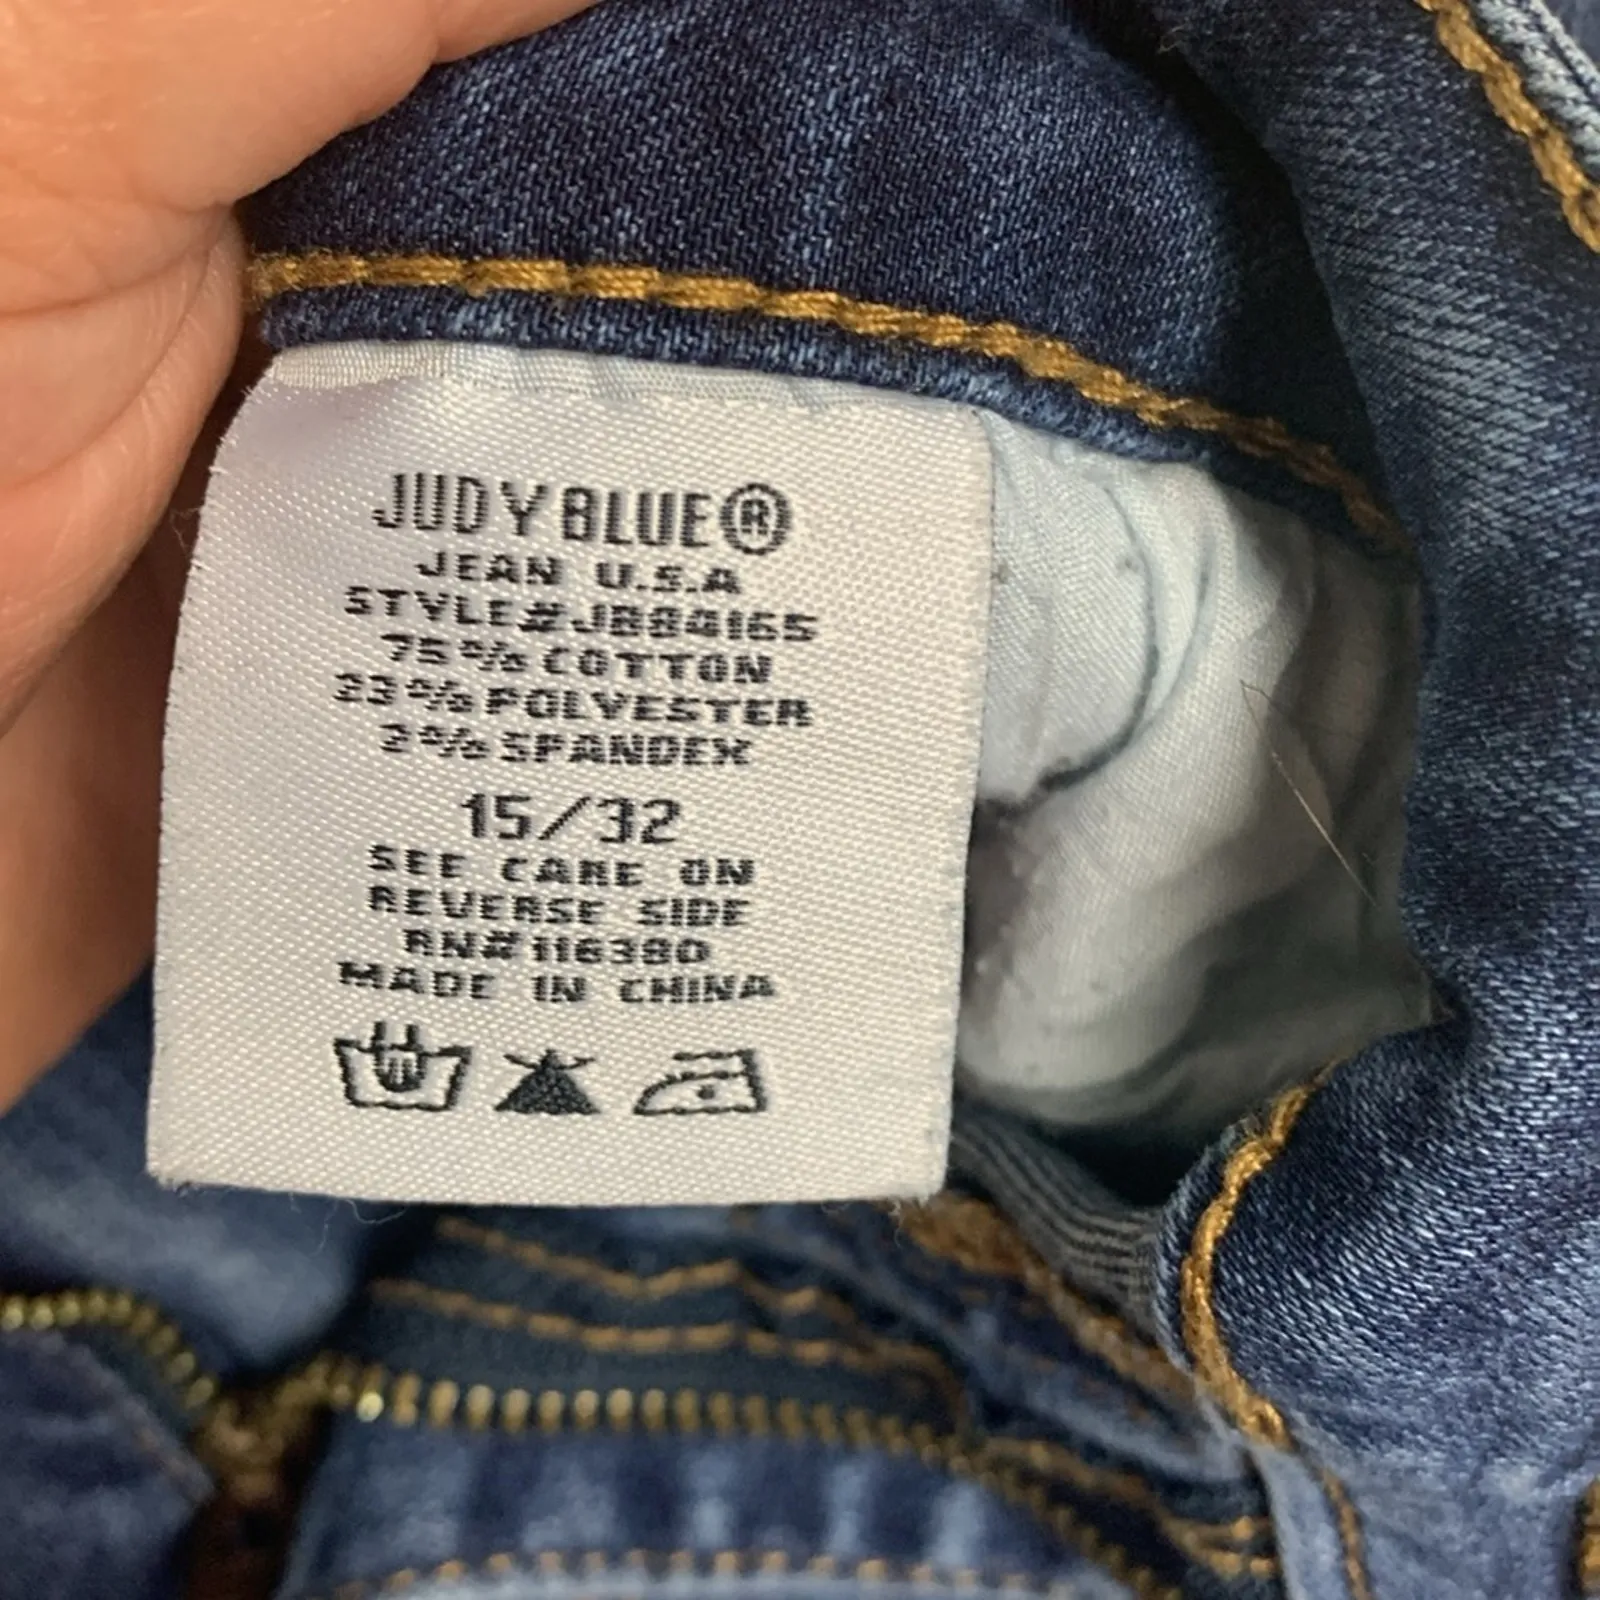 JUDY BLUE®
JEAN U.S.A
STYLE#JB84165
75% COTTON
23% POLYESTER
2% SPANDEX
15/32
SEE CARE ON
REVERSE SIDE
RN#116380
MADE IN CHINA